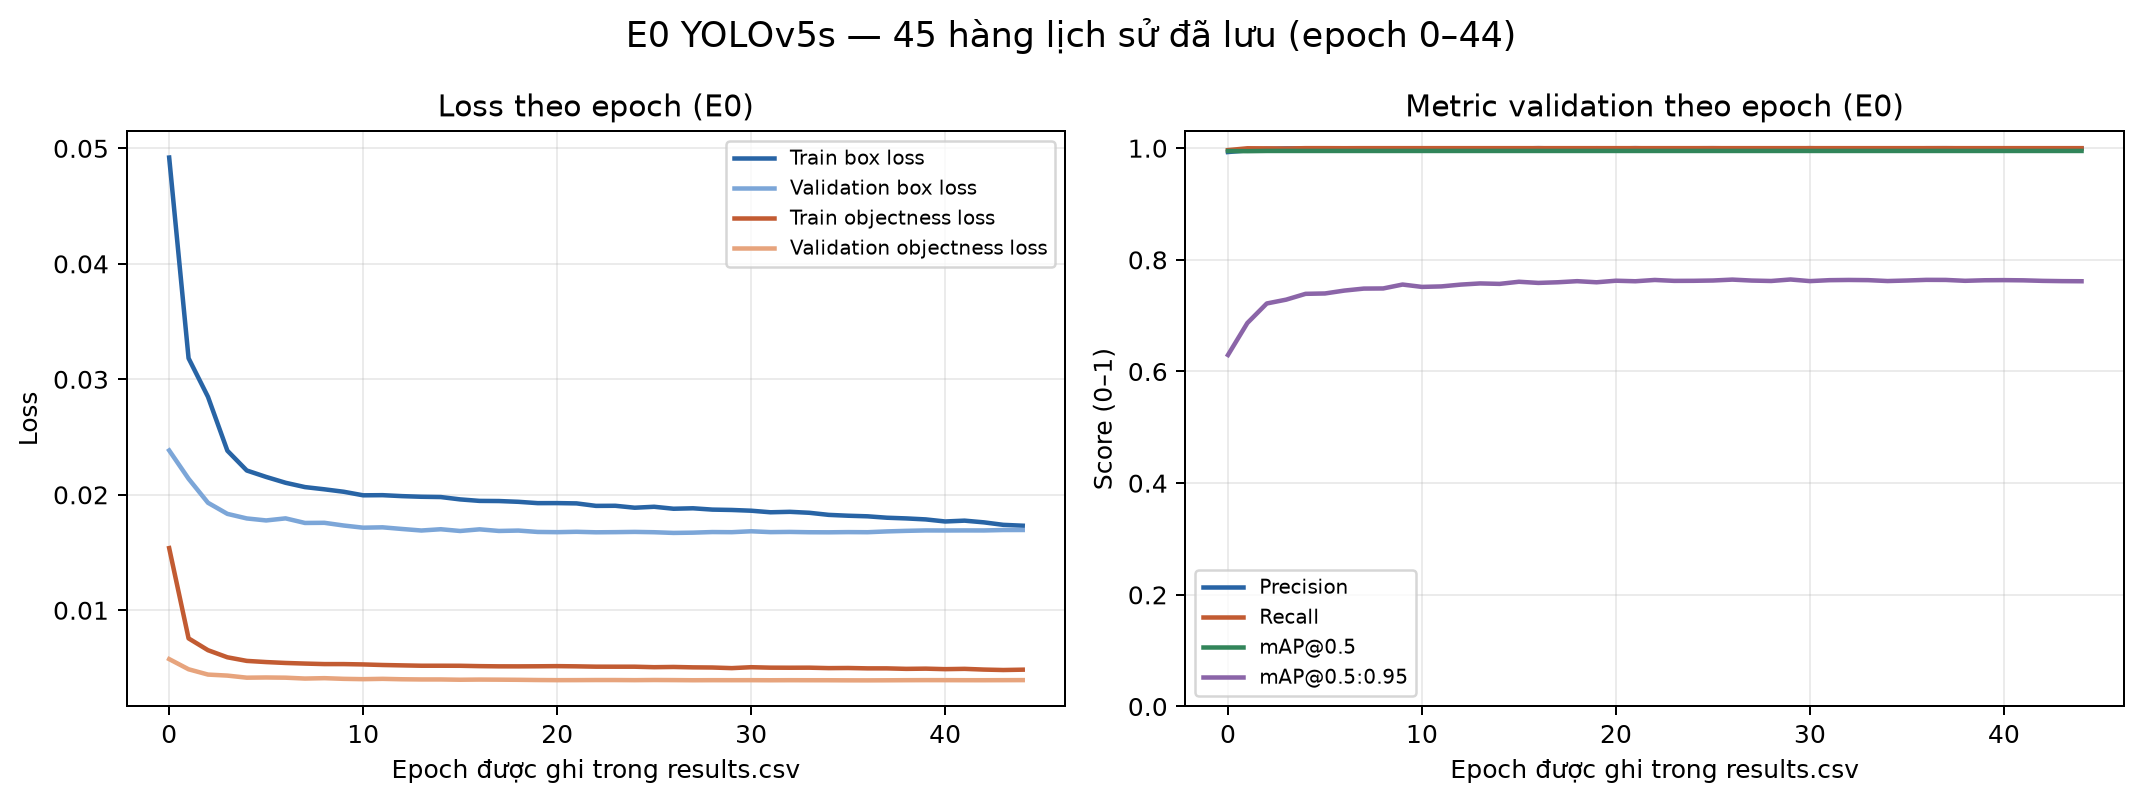 E0 YOLOv5s — 45 hàng lịch sử đã lưu (epoch 0–44)
Loss theo epoch (E0)
0.05
0.04
0.03
0.02
0.01
Loss
0 10 20 30 40
Epoch được ghi trong results.csv
Train box loss
Validation box loss
Train objectness loss
Validation objectness loss
Metric validation theo epoch (E0)
1.0
0.8
0.6
0.4
0.2
0.0
Score (0–1)
0 10 20 30 40
Epoch được ghi trong results.csv
Precision
Recall
mAP@0.5
mAP@0.5:0.95